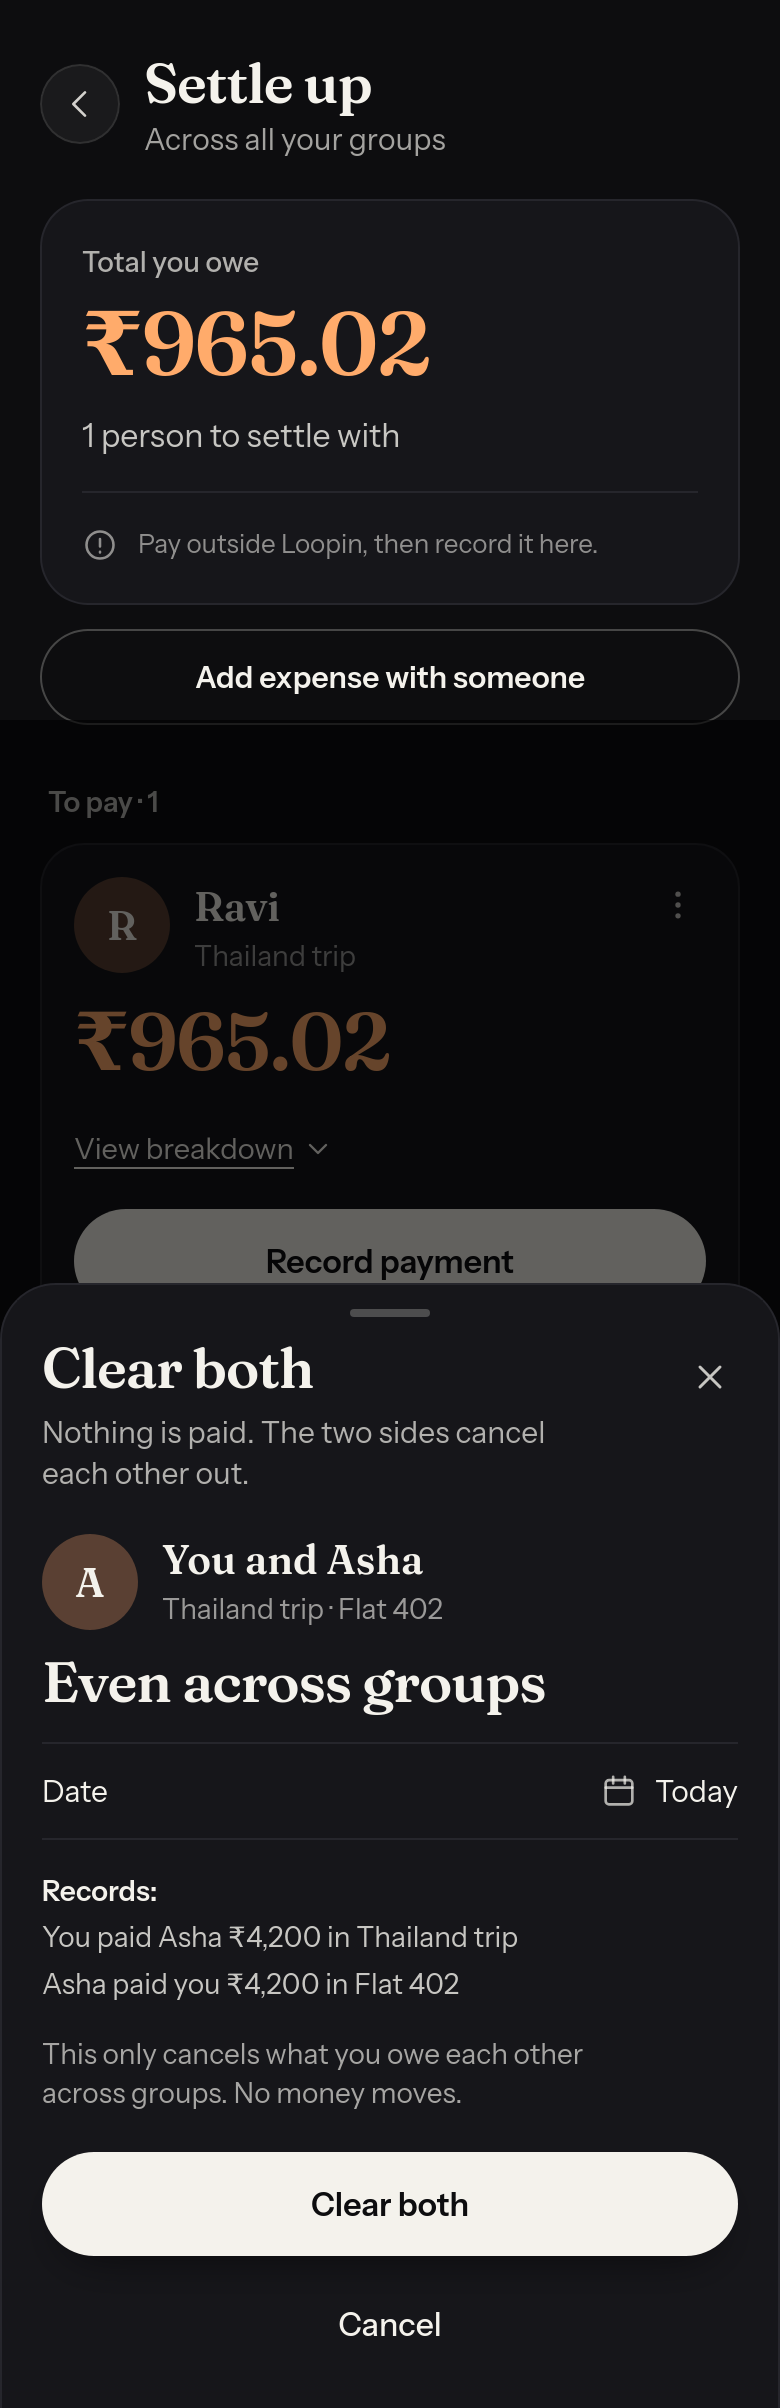 Settle up
Across all your groups
Total you owe
₹965.02
1 person to settle with
Pay outside Loopin, then record it here.
Add expense with someone
To pay · 1
R
Ravi
Thailand trip
₹965.02
View breakdown
Record payment
Clear both
Nothing is paid. The two sides cancel
each other out.
A
You and Asha
Thailand trip · Flat 402
Even across groups
Date
Today
Records:
You paid Asha ₹4,200 in Thailand trip
Asha paid you ₹4,200 in Flat 402
This only cancels what you owe each other
across groups. No money moves.
Clear both
Cancel